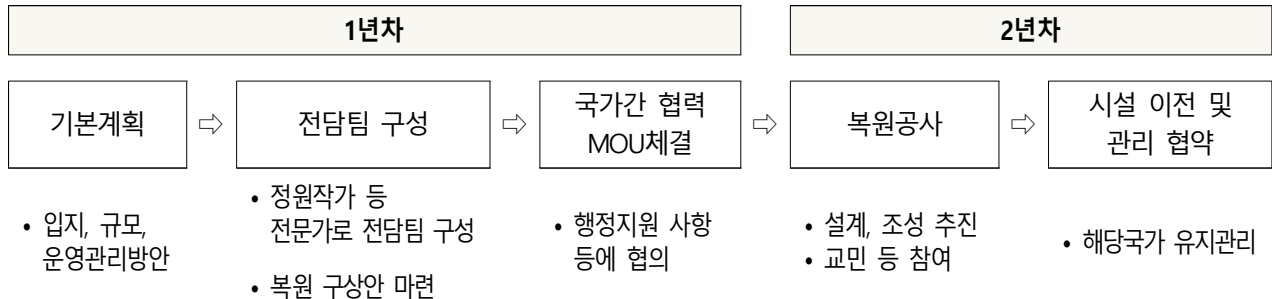 1년차
2년차
기본계획 ⇨ 전담팀 구성 ⇨ 국가간 협력
MOU체결 ⇨ 복원공사 ⇨ 시설 이전 및
관리 협약
• 입지, 규모,
운영관리방안
• 정원작가 등
전문가로 전담팀 구성
• 복원 구상안 마련
• 행정지원 사항
등에 협의
• 설계, 조성 추진
• 교민 등 참여
• 해당국가 유지관리